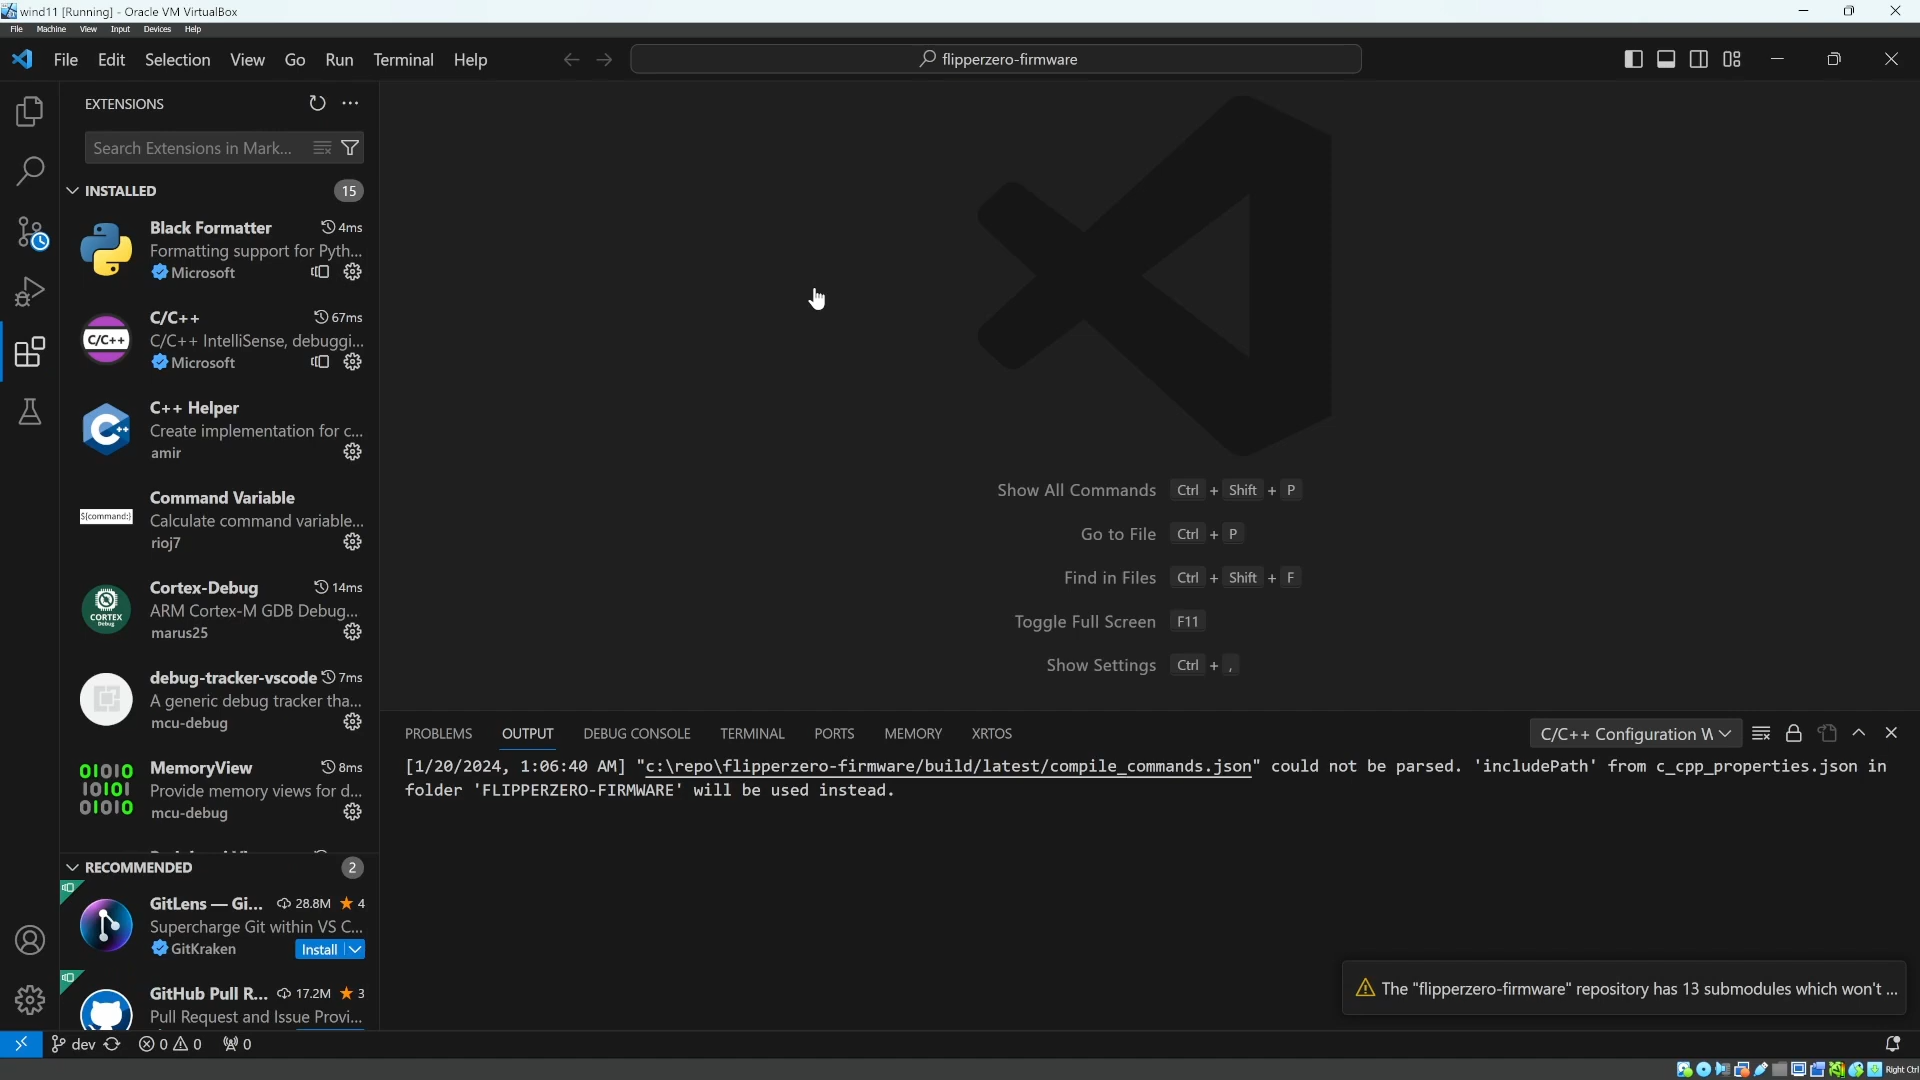 wind11 [Running] - Oracle VM VirtualBox
File Machine View Input Devices Help
File Edit Selection View Go Run Terminal Help
flipperzero-firmware
EXTENSIONS
Search Extensions in Mark...
INSTALLED 15
Black Formatter 4ms
Formatting support for Pyth...
Microsoft
C/C++ 67ms
C/C++
C/C++ IntelliSense, debuggi...
Microsoft
C++ Helper
Create implementation for c...
amir
Command Variable
${command:}
Calculate command variable...
rioj7
Cortex-Debug 14ms
CORTEX
Debug
ARM Cortex-M GDB Debug...
marus25
debug-tracker-vscode 7ms
A generic debug tracker tha...
mcu-debug
MemoryView 8ms
Provide memory views for d...
mcu-debug
RECOMMENDED 2
GitLens — Gi... 28.8M 4
Supercharge Git within VS C...
GitKraken Install
GitHub Pull R... 17.2M 3
Pull Request and Issue Provi...
Show All Commands Ctrl + Shift + P
Go to File Ctrl + P
Find in Files Ctrl + Shift + F
Toggle Full Screen F11
Show Settings Ctrl + ,
PROBLEMS OUTPUT DEBUG CONSOLE TERMINAL PORTS MEMORY XRTOS
C/C++ Configuration W
[1/20/2024, 1:06:40 AM] "c:\repo\flipperzero-firmware/build/latest/compile_commands.json" could not be parsed. 'includePath' from c_cpp_properties.json in
folder 'FLIPPERZERO-FIRMWARE' will be used instead.
The "flipperzero-firmware" repository has 13 submodules which won't ...
dev 0 0 0
Right Ctrl